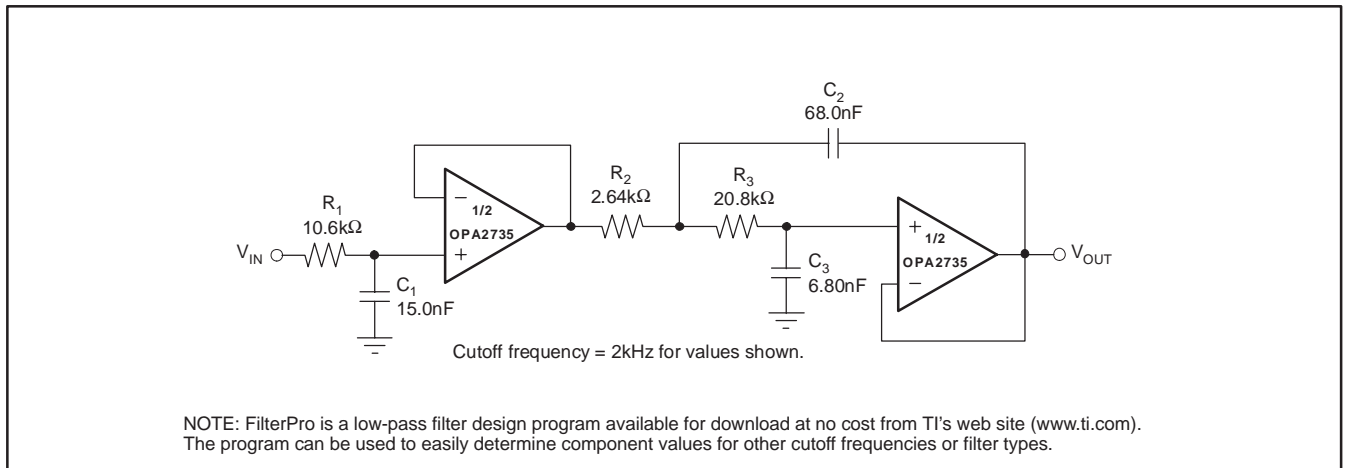 C2
68.0nF
R1
10.6kΩ
R2
2.64kΩ
R3
20.8kΩ
−
1/2
OPA2735
+
+
1/2
OPA2735
−
VIN
VOUT
C1
15.0nF
C3
6.80nF
Cutoff frequency = 2kHz for values shown.
NOTE: FilterPro is a low-pass filter design program available for download at no cost from TI's web site (www.ti.com).
The program can be used to easily determine component values for other cutoff frequencies or filter types.